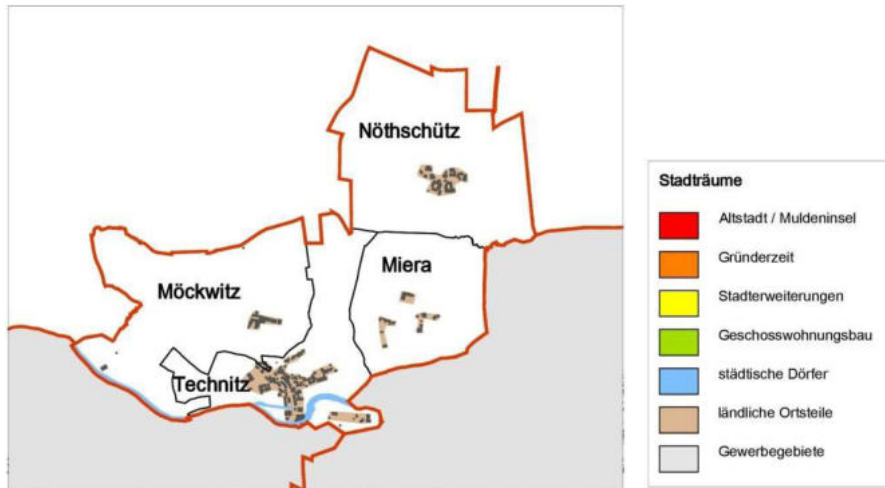 Nöthschütz
Miera
Möckwitz
Technitz
Stadträume
Altstadt / Muldeninsel
Gründerzeit
Stadterweiterungen
Geschosswohnungsbau
städtische Dörfer
ländliche Ortsteile
Gewerbegebiete